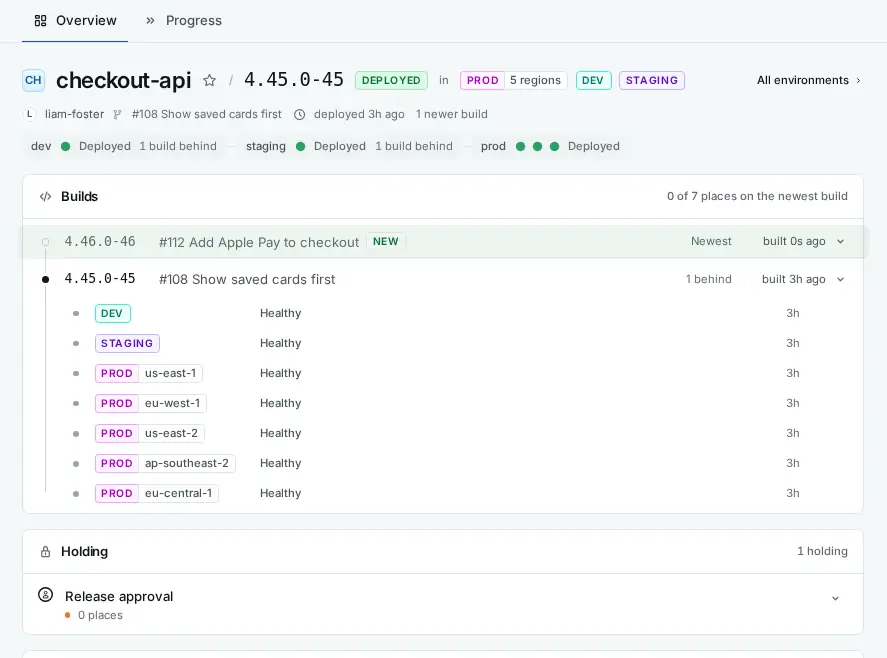 Overview Progress
CH checkout-api / 4.45.0-45 DEPLOYED in PROD 5 regions DEV STAGING All environments
L liam-foster #108 Show saved cards first deployed 3h ago 1 newer build
dev Deployed 1 build behind staging Deployed 1 build behind prod Deployed
Builds 0 of 7 places on the newest build
4.46.0-46 #112 Add Apple Pay to checkout NEW Newest built 0s ago
4.45.0-45 #108 Show saved cards first 1 behind built 3h ago
DEV Healthy 3h
STAGING Healthy 3h
PROD us-east-1 Healthy 3h
PROD eu-west-1 Healthy 3h
PROD us-east-2 Healthy 3h
PROD ap-southeast-2 Healthy 3h
PROD eu-central-1 Healthy 3h
Holding 1 holding
Release approval
0 places